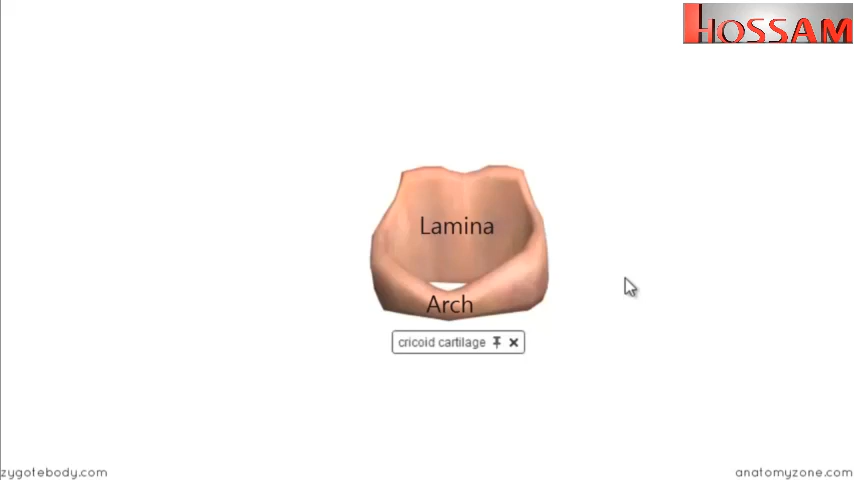 HOSSAM
Lamina
Arch
cricoid cartilage
zygotebody.com
anatomyzone.com